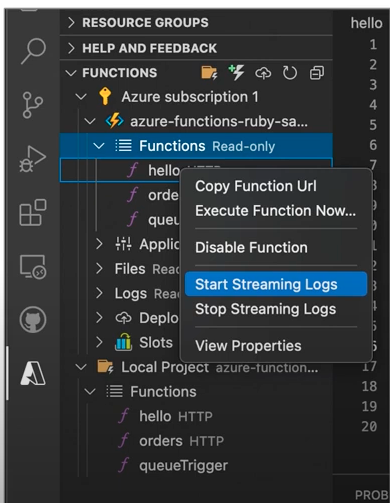 RESOURCE GROUPS
HELP AND FEEDBACK
FUNCTIONS
Azure subscription 1
azure-functions-ruby-sa...
Functions Read-only
hello HTTP
orde
queu
Applic
Files Read
Logs Rea
Deplo
Slots
Local Project azure-function...
Functions
hello HTTP
orders HTTP
queueTrigger
Copy Function Url
Execute Function Now...
Disable Function
Start Streaming Logs
Stop Streaming Logs
View Properties
hello
1
2
3
4
5
6
7
17
18
19
20
PROB